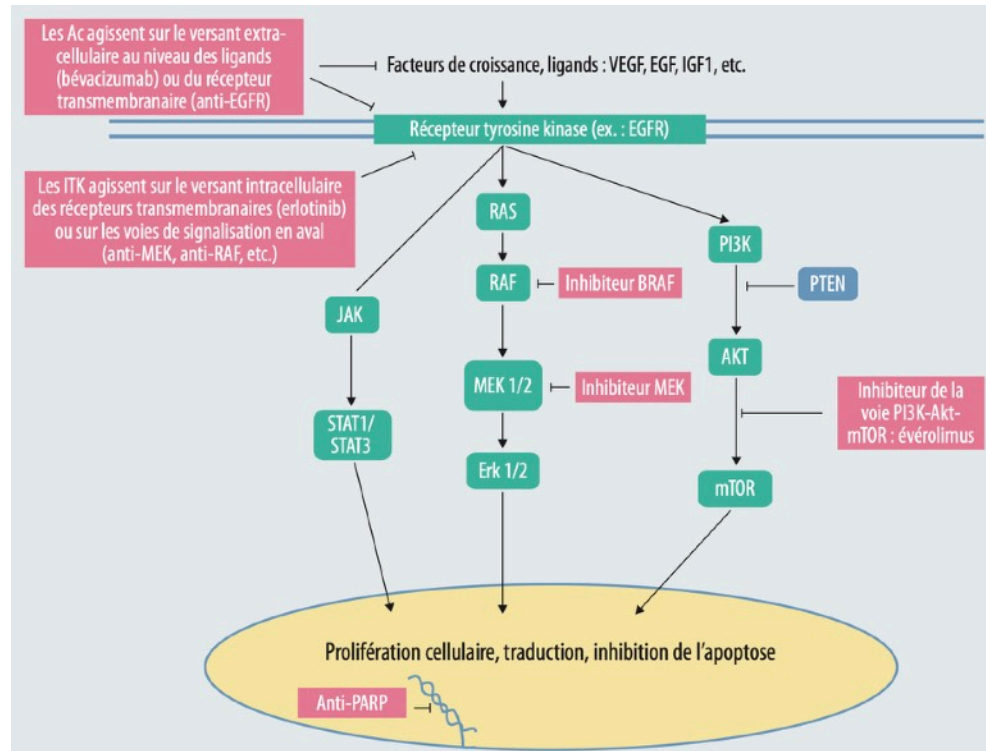 Les Ac agissent sur le versant extra-
cellulaire au niveau des ligands
(bévacizumab) ou du récepteur
transmembranaire (anti-EGFR)
Facteurs de croissance, ligands : VEGF, EGF, IGF1, etc.
Récepteur tyrosine kinase (ex. : EGFR)
Les ITK agissent sur le versant intracellulaire
des récepteurs transmembranaires (erlotinib)
ou sur les voies de signalisation en aval
(anti-MEK, anti-RAF, etc.)
RAS
PI3K
RAF
Inhibiteur BRAF
PTEN
JAK
AKT
MEK 1/2
Inhibiteur MEK
Inhibiteur de la
voie PI3K-Akt-
mTOR : évérolimus
STAT1/
STAT3
Erk 1/2
mTOR
Prolifération cellulaire, traduction, inhibition de l'apoptose
Anti-PARP